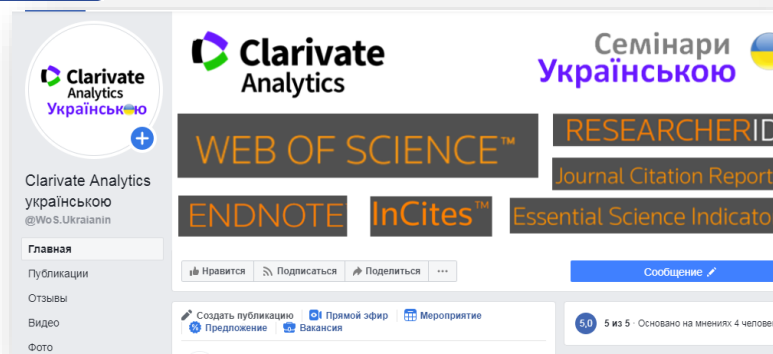 Clarivate
Analytics
Українською
Clarivate
Analytics
Семінари
Українською
WEB OF SCIENCE™
RESEARCHERID
Journal Citation Report
ENDNOTE
InCites™
Essential Science Indicato
Clarivate Analytics
українською
@WoS.Ukraianin
Главная
Публикации
Отзывы
Видео
Фото
Нравится
Подписаться
Поделиться
Сообщение
Создать публикацию
Прямой эфир
Мероприятие
Предложение
Вакансия
5,0 5 из 5 · Основано на мнениях 4 челове